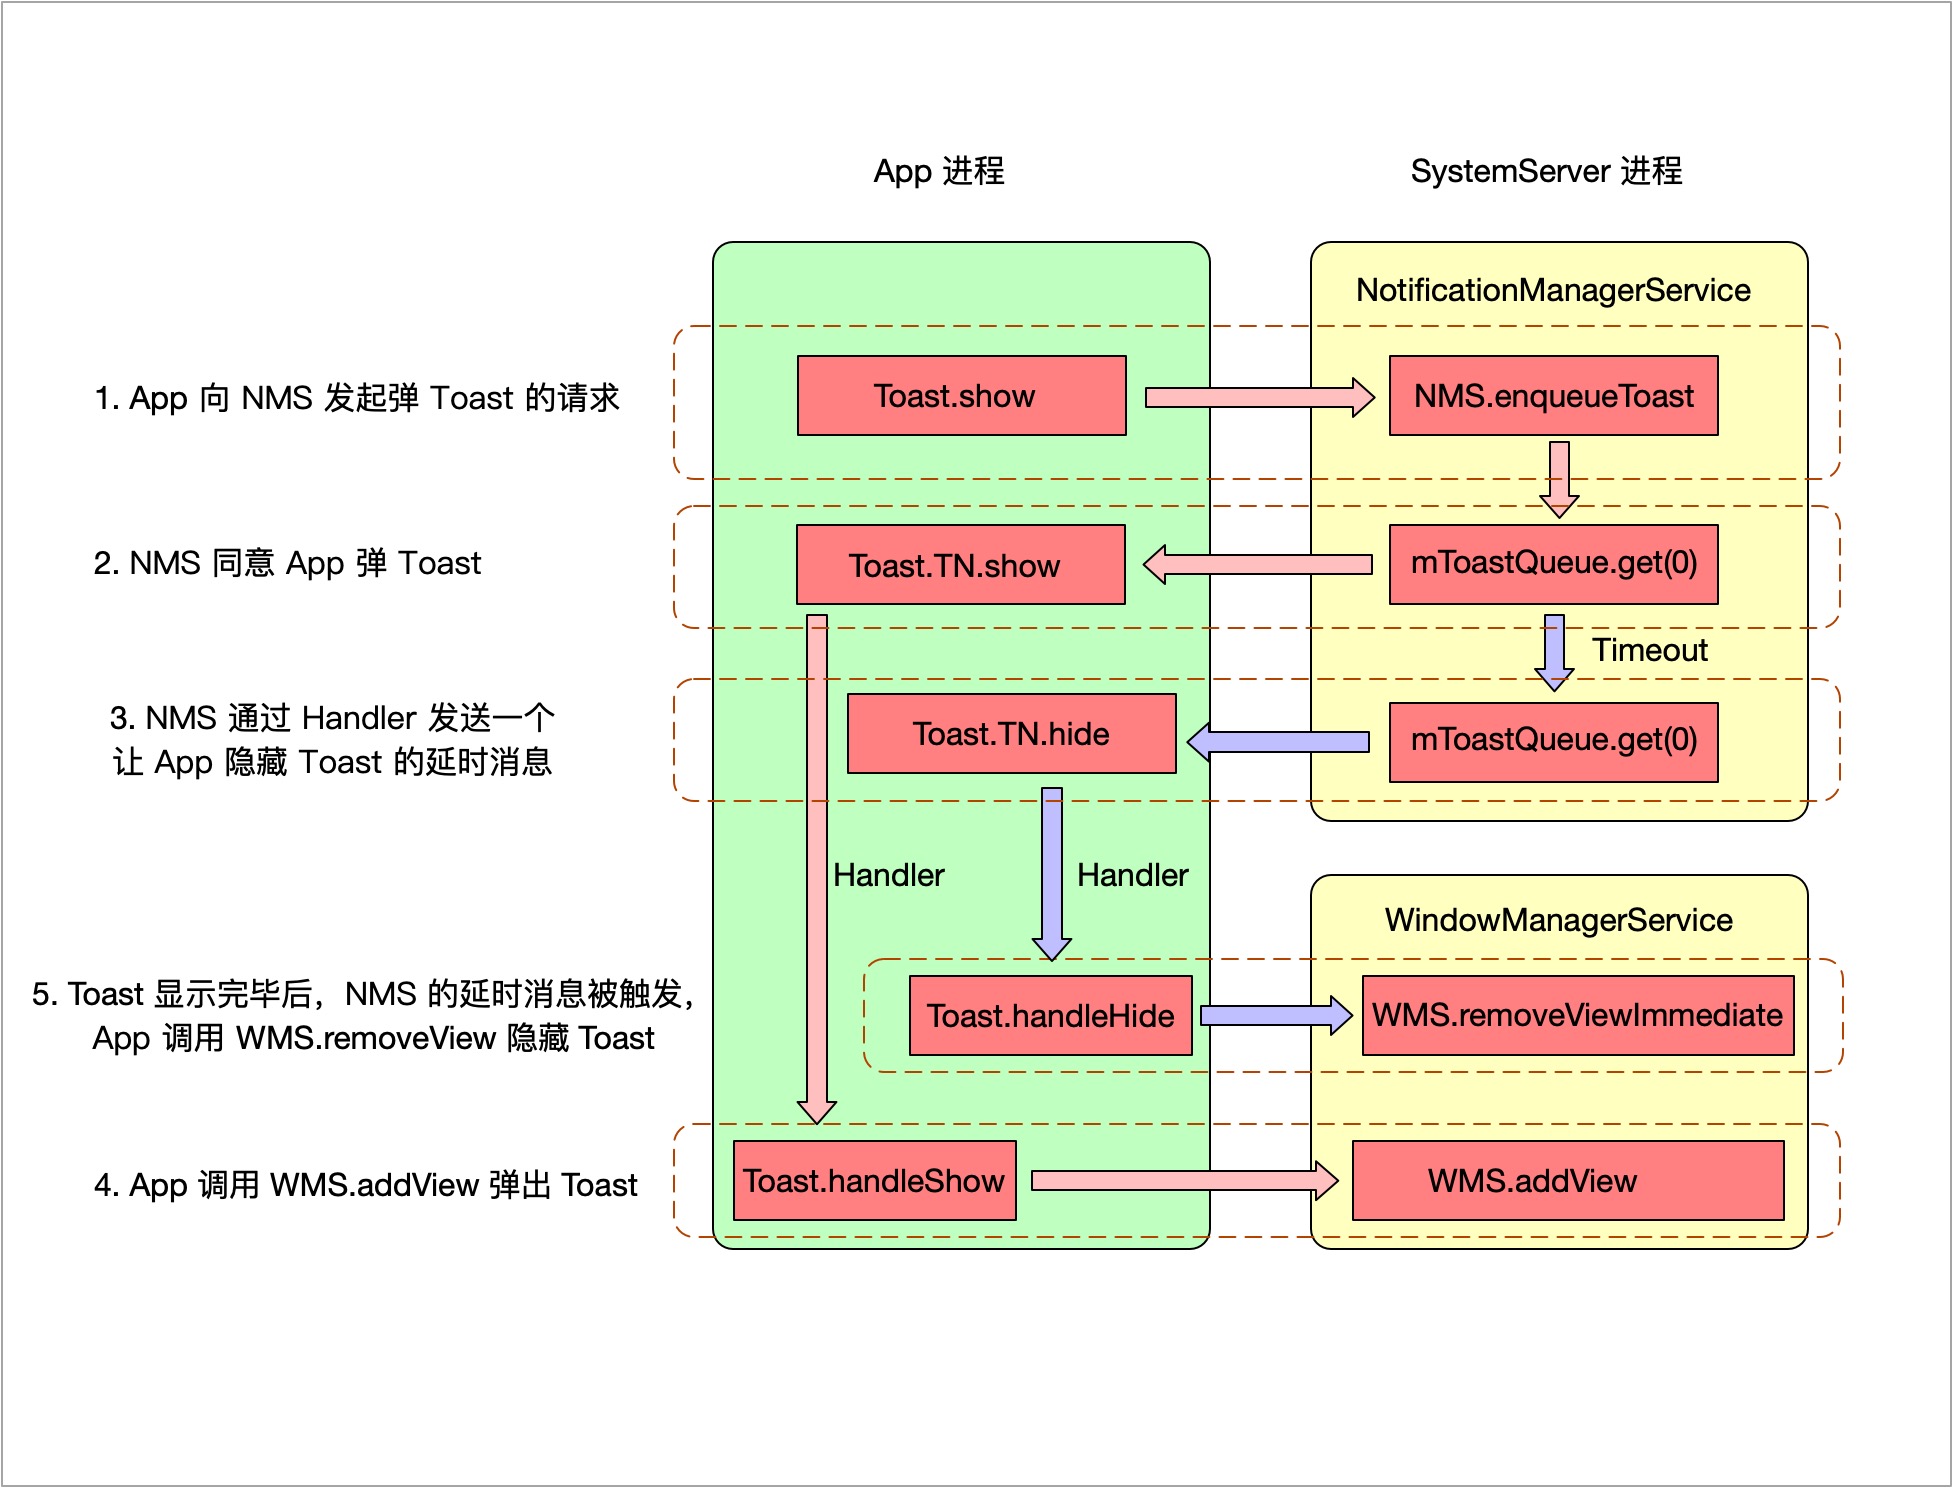 App 进程
SystemServer 进程
NotificationManagerService
1. App 向 NMS 发起弹 Toast 的请求
Toast.show
NMS.enqueueToast
2. NMS 同意 App 弹 Toast
Toast.TN.show
mToastQueue.get(0)
Timeout
3. NMS 通过 Handler 发送一个
让 App 隐藏 Toast 的延时消息
Toast.TN.hide
mToastQueue.get(0)
Handler
Handler
WindowManagerService
5. Toast 显示完毕后，NMS 的延时消息被触发，
App 调用 WMS.removeView 隐藏 Toast
Toast.handleHide
WMS.removeViewImmediate
4. App 调用 WMS.addView 弹出 Toast
Toast.handleShow
WMS.addView